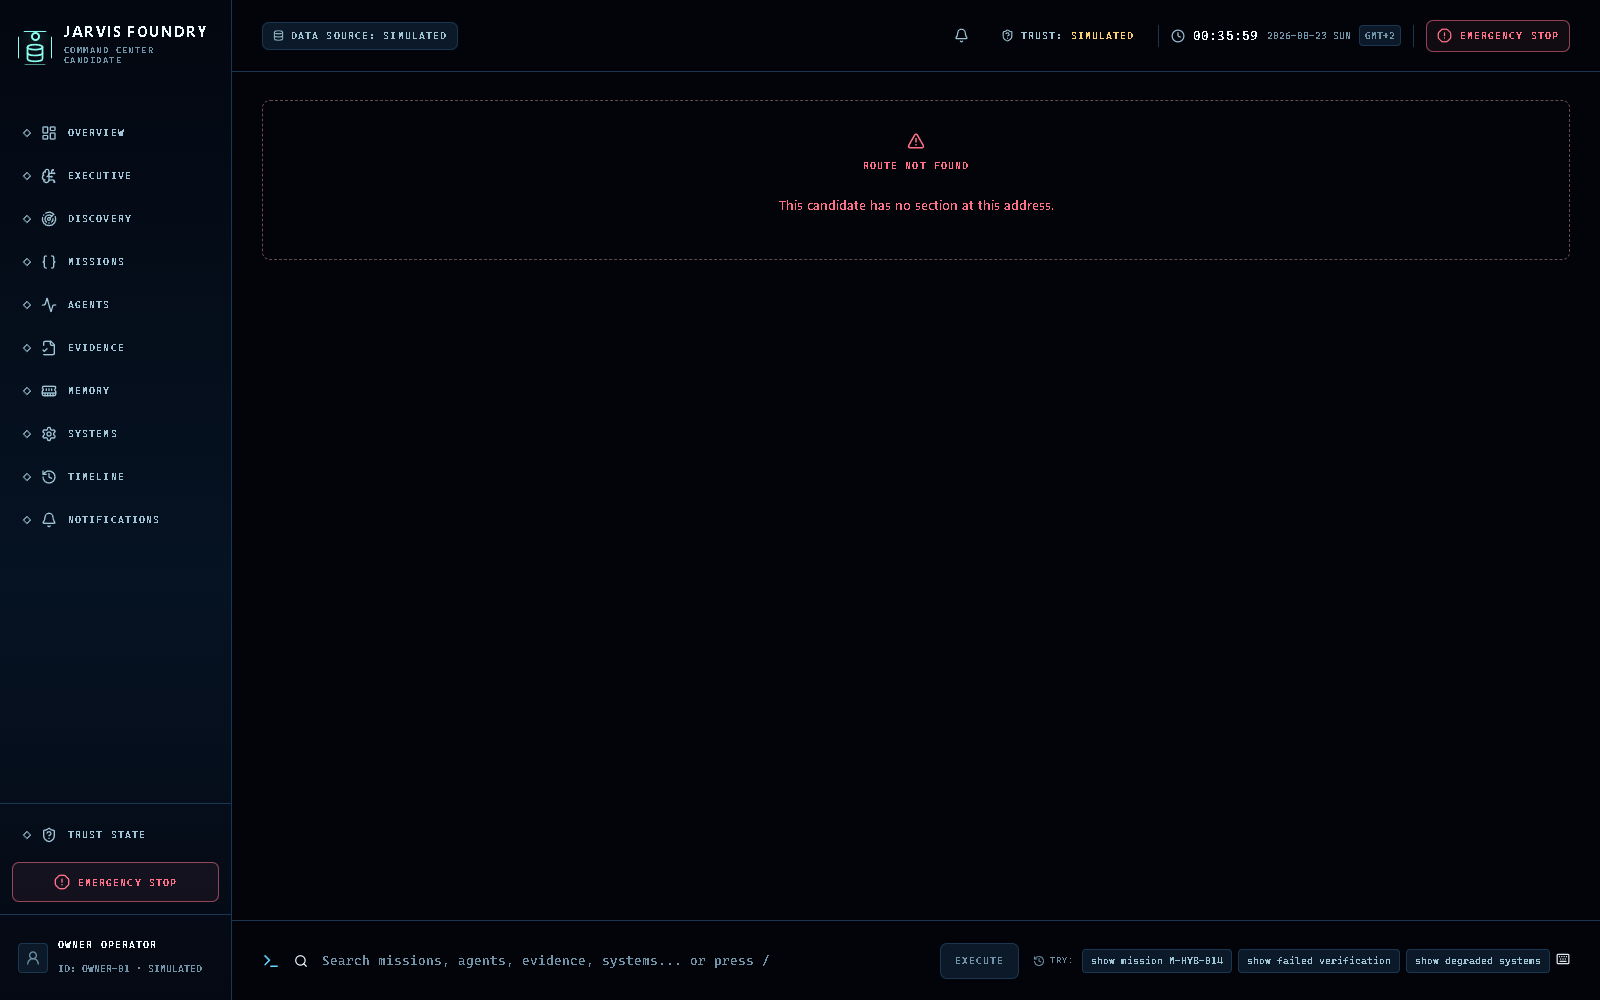 JARVIS FOUNDRY
COMMAND CENTER
CANDIDATE
OVERVIEW
EXECUTIVE
DISCOVERY
MISSIONS
AGENTS
EVIDENCE
MEMORY
SYSTEMS
TIMELINE
NOTIFICATIONS
TRUST STATE
EMERGENCY STOP
OWNER OPERATOR
ID: OWNER-01 • SIMULATED
DATA SOURCE: SIMULATED
TRUST: SIMULATED
00:35:59 2026-08-23 SUN GMT+2
EMERGENCY STOP
ROUTE NOT FOUND
This candidate has no section at this address.
Search missions, agents, evidence, systems... or press /
EXECUTE
TRY:
show mission M-HYB-014
show failed verification
show degraded systems